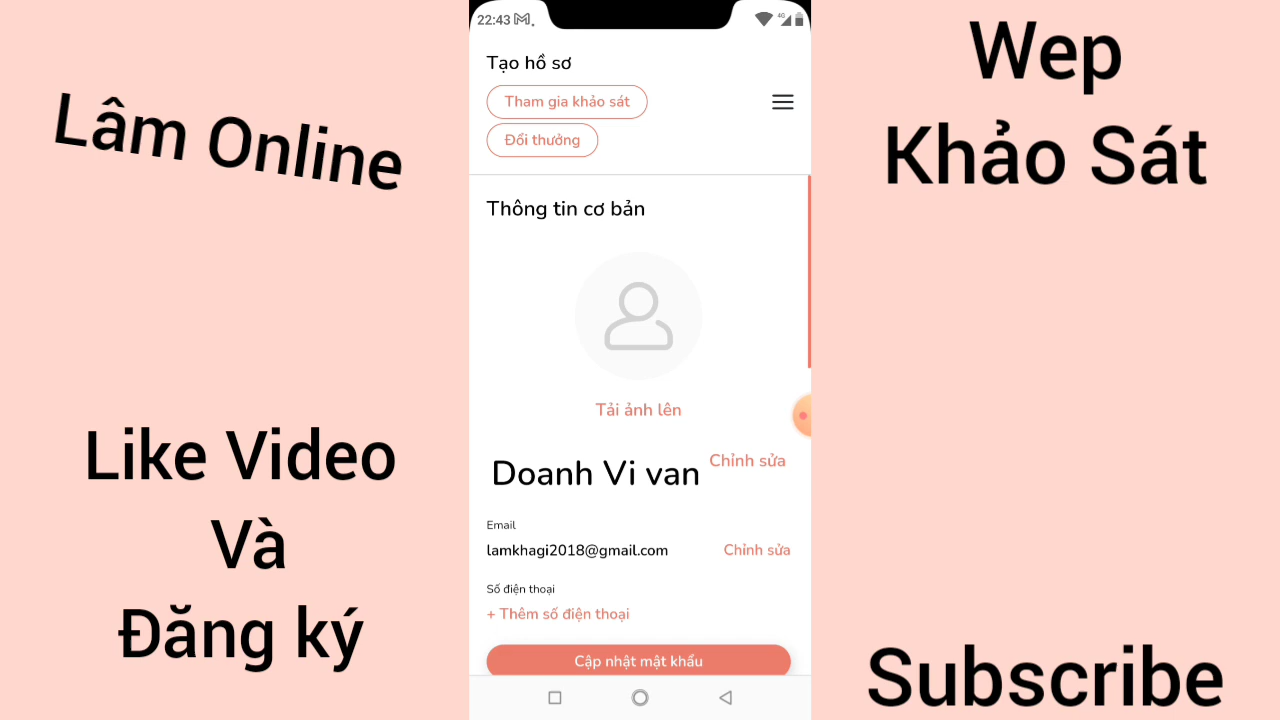 Lâm Online
Like Video
Và
Đăng ký
22:43
4G
Tạo hồ sơ
Tham gia khảo sát
Đổi thưởng
Thông tin cơ bản
Tải ảnh lên
Doanh Vi van
Chỉnh sửa
Email
lamkhagi2018@gmail.com
Chỉnh sửa
Số điện thoại
+ Thêm số điện thoại
Cập nhật mật khẩu
Wep
Khảo Sát
Subscribe